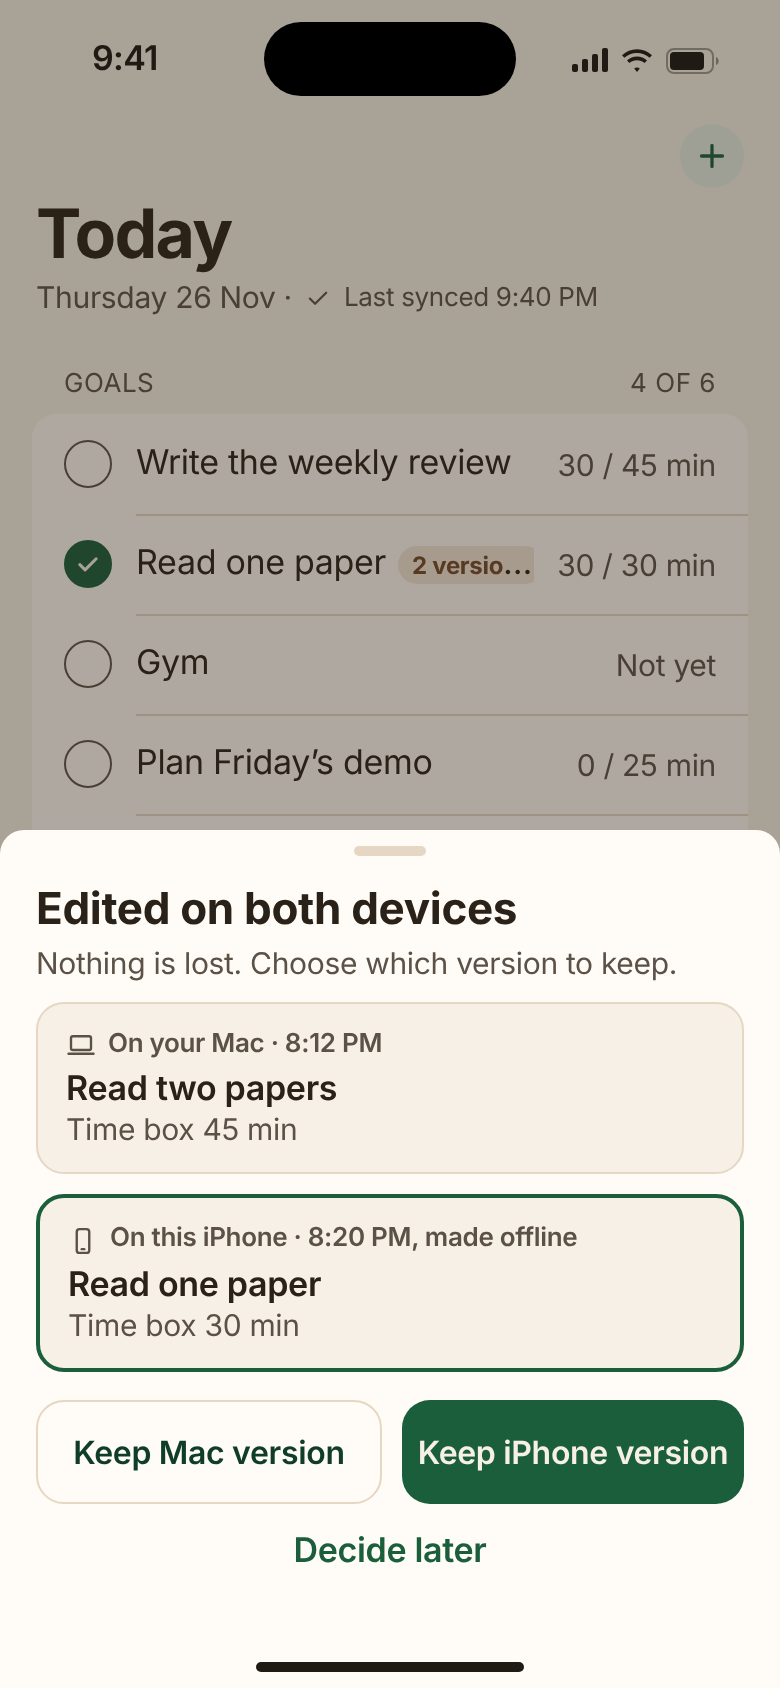 9:41
Today
Thursday 26 Nov · Last synced 9:40 PM
GOALS 4 OF 6
Write the weekly review 30 / 45 min
Read one paper 2 versio... 30 / 30 min
Gym Not yet
Plan Friday’s demo 0 / 25 min
Edited on both devices
Nothing is lost. Choose which version to keep.
On your Mac · 8:12 PM
Read two papers
Time box 45 min
On this iPhone · 8:20 PM, made offline
Read one paper
Time box 30 min
Keep Mac version Keep iPhone version
Decide later